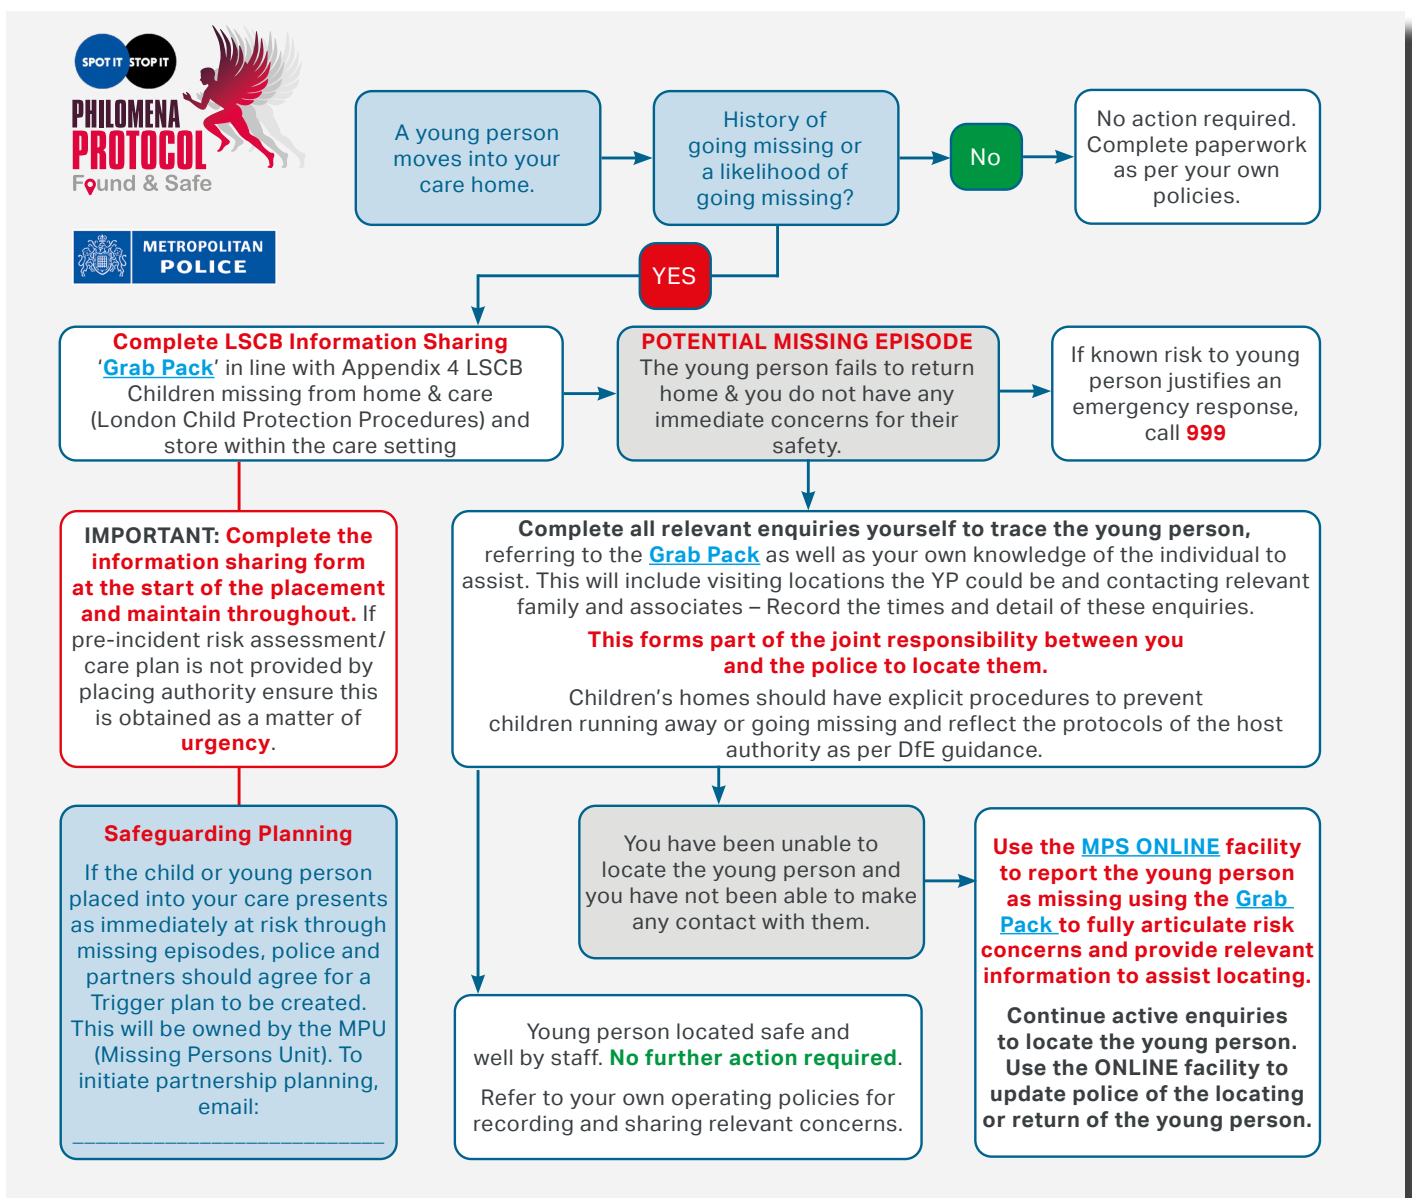 SPOT IT STOP IT
PHILOMENA
PROTOCOL
Found & Safe
METROPOLITAN
POLICE
A young person
moves into your
care home.
History of
going missing or
a likelihood of
going missing?
No
No action required.
Complete paperwork
as per your own
policies.
YES
Complete LSCB Information Sharing
‘Grab Pack’ in line with Appendix 4 LSCB
Children missing from home & care
(London Child Protection Procedures) and
store within the care setting
POTENTIAL MISSING EPISODE
The young person fails to return
home & you do not have any
immediate concerns for their
safety.
If known risk to young
person justifies an
emergency response,
call 999
IMPORTANT: Complete the
information sharing form
at the start of the placement
and maintain throughout. If
pre-incident risk assessment/
care plan is not provided by
placing authority ensure this
is obtained as a matter of
urgency.
Complete all relevant enquiries yourself to trace the young person,
referring to the Grab Pack as well as your own knowledge of the individual to
assist. This will include visiting locations the YP could be and contacting relevant
family and associates – Record the times and detail of these enquiries.
This forms part of the joint responsibility between you
and the police to locate them.
Children’s homes should have explicit procedures to prevent
children running away or going missing and reflect the protocols of the host
authority as per DfE guidance.
Safeguarding Planning
If the child or young person
placed into your care presents
as immediately at risk through
missing episodes, police and
partners should agree for a
Trigger plan to be created.
This will be owned by the MPU
(Missing Persons Unit). To
initiate partnership planning,
email:
___________________________
You have been unable to
locate the young person and
you have not been able to make
any contact with them.
Use the MPS ONLINE facility
to report the young person
as missing using the Grab
Pack to fully articulate risk
concerns and provide relevant
information to assist locating.
Continue active enquiries
to locate the young person.
Use the ONLINE facility to
update police of the locating
or return of the young person.
Young person located safe and
well by staff. No further action required.
Refer to your own operating policies for
recording and sharing relevant concerns.